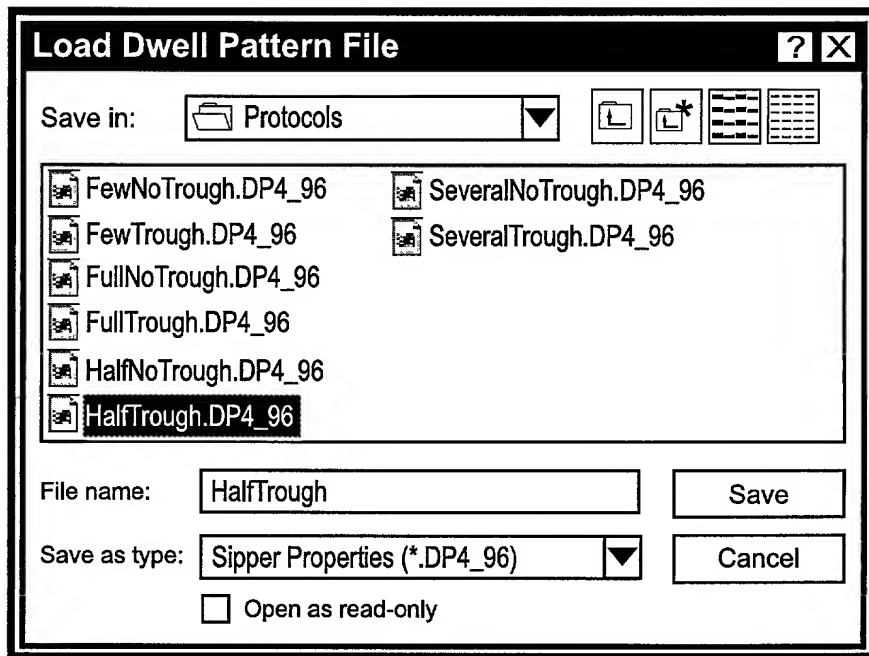 Load Dwell Pattern File ? X
Save in: Protocols
FewNoTrough.DP4_96
FewTrough.DP4_96
FullNoTrough.DP4_96
FullTrough.DP4_96
HalfNoTrough.DP4_96
HalfTrough.DP4_96
SeveralNoTrough.DP4_96
SeveralTrough.DP4_96
File name: HalfTrough Save
Save as type: Sipper Properties (*.DP4_96) Cancel
Open as read-only